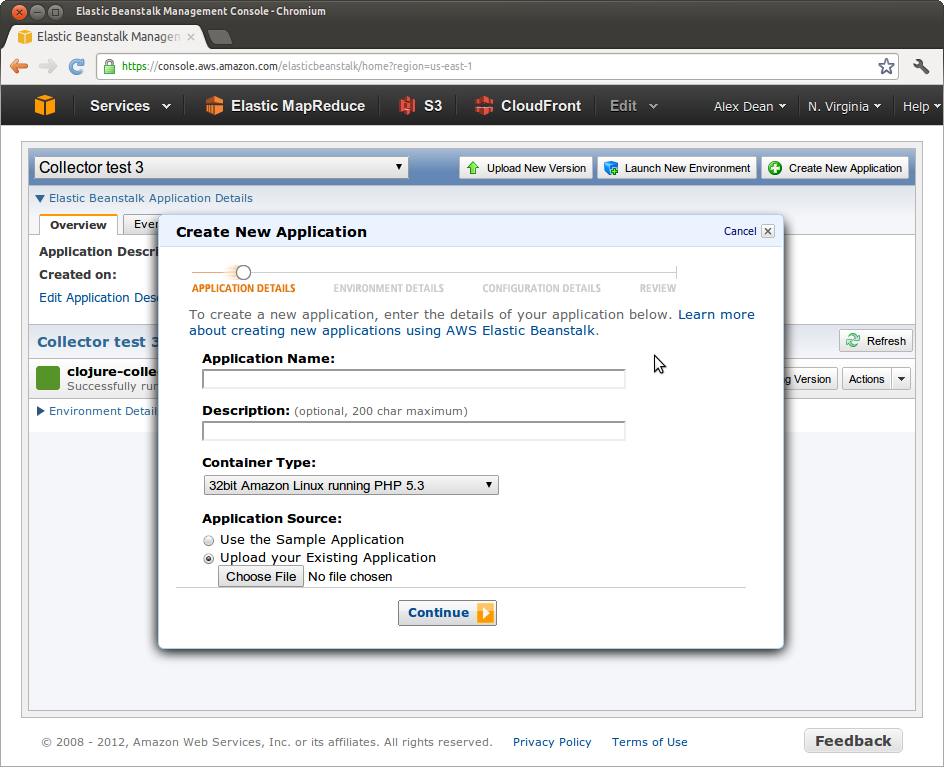 Elastic Beanstalk Management Console - Chromium
Elastic Beanstalk Managen
https://console.aws.amazon.com/elasticbeanstalk/home?region=us-east-1
Services Elastic MapReduce S3 CloudFront Edit Alex Dean N. Virginia Help
Collector test 3 Upload New Version Launch New Environment Create New Application
Elastic Beanstalk Application Details
Overview Ever
Application Descri
Created on:
Edit Application Des
Collector test 3 Refresh
clojure-colle
Successfully run
g Version Actions
Environment Detail
Create New Application Cancel
APPLICATION DETAILS ENVIRONMENT DETAILS CONFIGURATION DETAILS REVIEW
To create a new application, enter the details of your application below. Learn more
about creating new applications using AWS Elastic Beanstalk.
Application Name:
Description: (optional, 200 char maximum)
Container Type:
32bit Amazon Linux running PHP 5.3
Application Source:
Use the Sample Application
Upload your Existing Application
Choose File No file chosen
Continue
© 2008 - 2012, Amazon Web Services, Inc. or its affiliates. All rights reserved. Privacy Policy Terms of Use Feedback